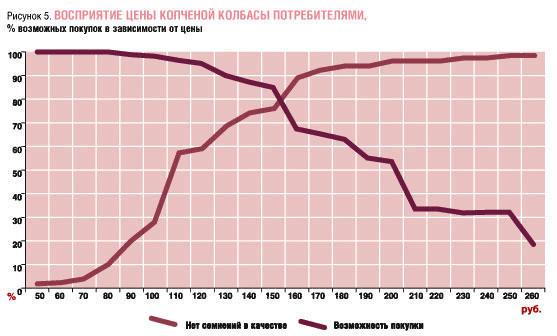 Рисунок 5. ВОСПРИЯТИЕ ЦЕНЫ КОПЧЕНОЙ КОЛБАСЫ ПОТРЕБИТЕЛЯМИ,
% возможных покупок в зависимости от цены
100
90
80
70
60
50
40
30
20
10
0
%
50 60 70 80 90 100 110 120 130 140 150 160 170 180 190 200 210 220 230 240 250 260
руб.
Нет сомнений в качестве Возможность покупки